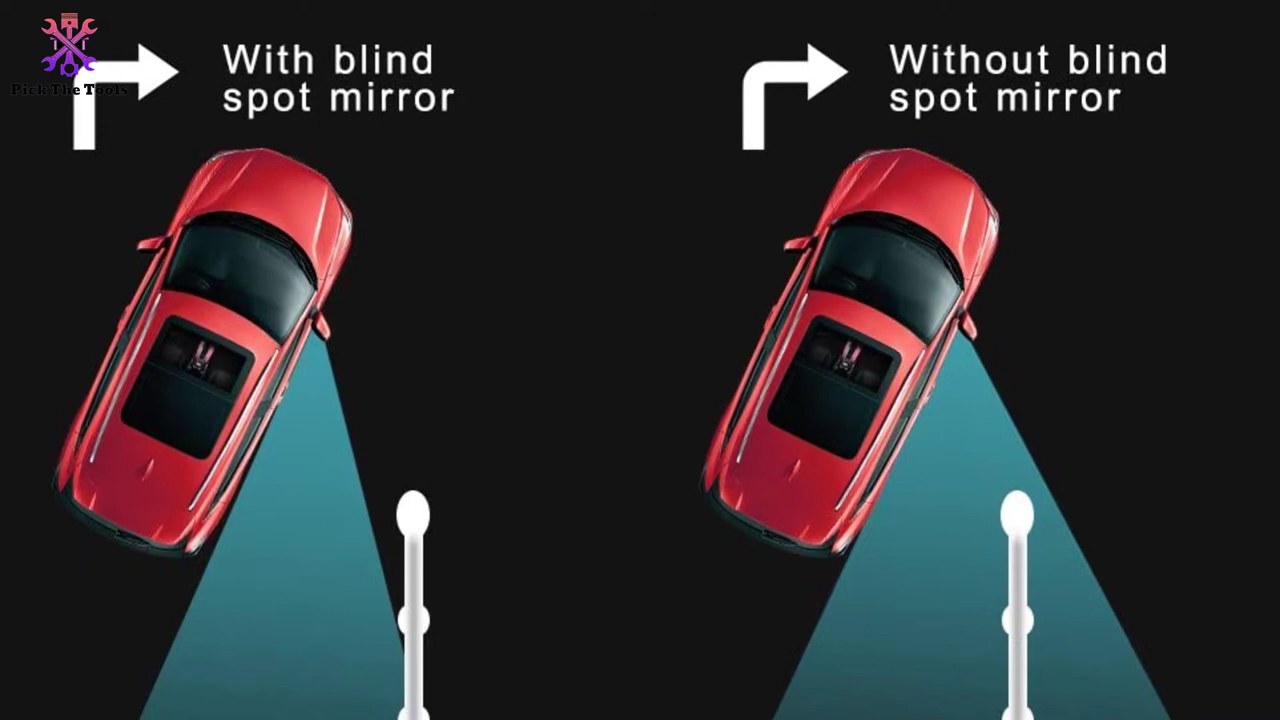 With blind
spot mirror
Without blind
spot mirror
Pick The Tools